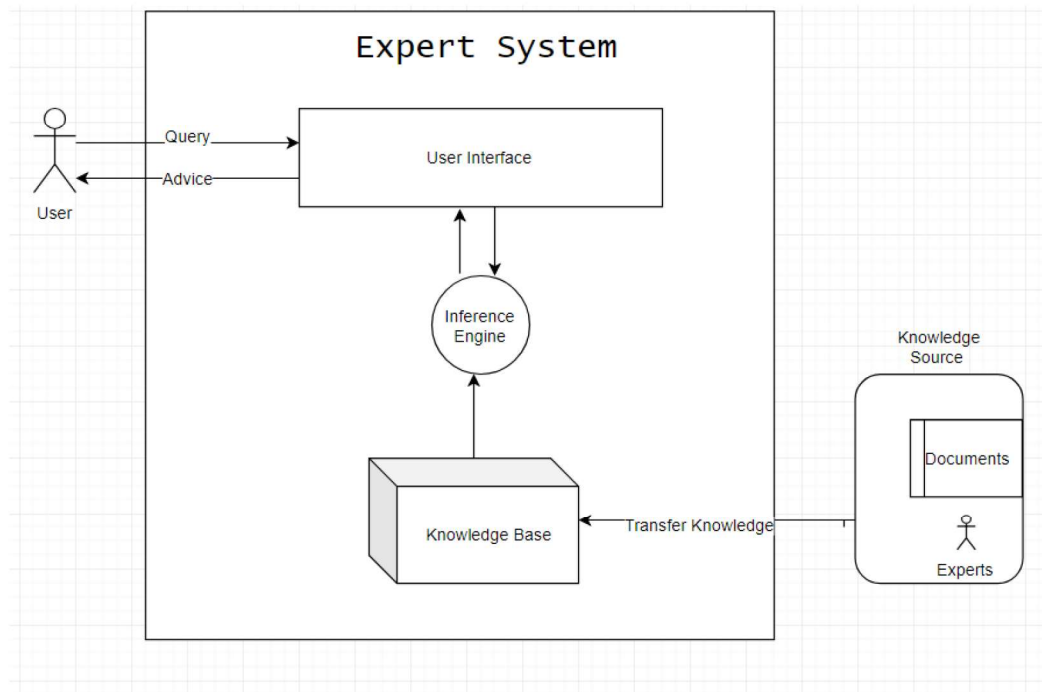 Expert System
Query
User Interface
Advice
User
Inference
Engine
Knowledge
Source
Documents
Transfer Knowledge
Knowledge Base
Experts